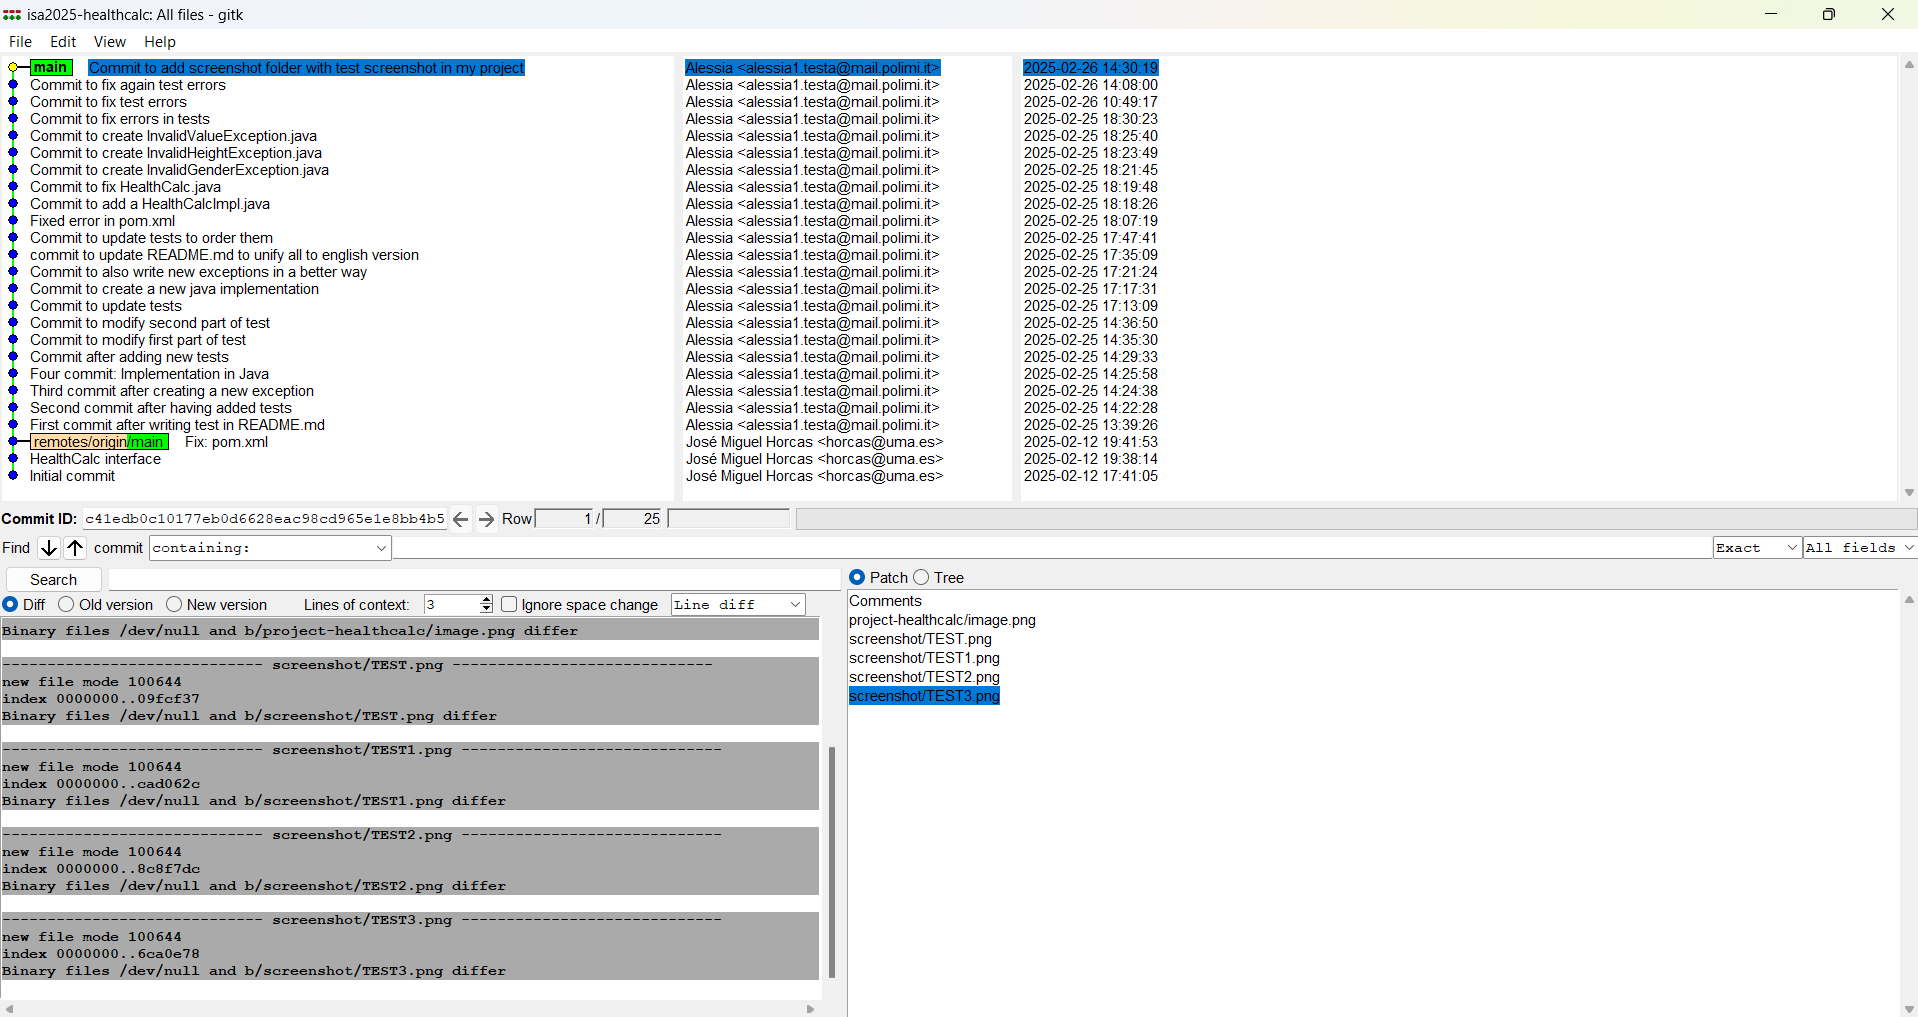 isa2025-healthcalc: All files - gitk
File Edit View Help
main Commit to add screenshot folder with test screenshot in my project Alessia <alessia1.testa@mail.polimi.it> 2025-02-26 14:30:19
Commit to fix again test errors Alessia <alessia1.testa@mail.polimi.it> 2025-02-26 14:08:00
Commit to fix test errors Alessia <alessia1.testa@mail.polimi.it> 2025-02-26 10:49:17
Commit to fix errors in tests Alessia <alessia1.testa@mail.polimi.it> 2025-02-25 18:30:23
Commit to create InvalidValueException.java Alessia <alessia1.testa@mail.polimi.it> 2025-02-25 18:25:40
Commit to create InvalidHeightException.java Alessia <alessia1.testa@mail.polimi.it> 2025-02-25 18:23:49
Commit to create InvalidGenderException.java Alessia <alessia1.testa@mail.polimi.it> 2025-02-25 18:21:45
Commit to fix HealthCalc.java Alessia <alessia1.testa@mail.polimi.it> 2025-02-25 18:19:48
Commit to add a HealthCalcImpl.java Alessia <alessia1.testa@mail.polimi.it> 2025-02-25 18:18:26
Fixed error in pom.xml Alessia <alessia1.testa@mail.polimi.it> 2025-02-25 18:07:19
Commit to update tests to order them Alessia <alessia1.testa@mail.polimi.it> 2025-02-25 17:47:41
commit to update README.md to unify all to english version Alessia <alessia1.testa@mail.polimi.it> 2025-02-25 17:35:09
Commit to also write new exceptions in a better way Alessia <alessia1.testa@mail.polimi.it> 2025-02-25 17:21:24
Commit to create a new java implementation Alessia <alessia1.testa@mail.polimi.it> 2025-02-25 17:17:31
Commit to update tests Alessia <alessia1.testa@mail.polimi.it> 2025-02-25 17:13:09
Commit to modify second part of test Alessia <alessia1.testa@mail.polimi.it> 2025-02-25 14:36:50
Commit to modify first part of test Alessia <alessia1.testa@mail.polimi.it> 2025-02-25 14:35:30
Commit after adding new tests Alessia <alessia1.testa@mail.polimi.it> 2025-02-25 14:29:33
Four commit: Implementation in Java Alessia <alessia1.testa@mail.polimi.it> 2025-02-25 14:25:58
Third commit after creating a new exception Alessia <alessia1.testa@mail.polimi.it> 2025-02-25 14:24:38
Second commit after having added tests Alessia <alessia1.testa@mail.polimi.it> 2025-02-25 14:22:28
First commit after writing test in README.md Alessia <alessia1.testa@mail.polimi.it> 2025-02-25 13:39:26
remotes/origin/main Fix: pom.xml José Miguel Horcas <horcas@uma.es> 2025-02-12 19:41:53
HealthCalc interface José Miguel Horcas <horcas@uma.es> 2025-02-12 19:38:14
Initial commit José Miguel Horcas <horcas@uma.es> 2025-02-12 17:41:05
Commit ID: c41edb0c10177eb0d6628eac98cd965e1e8bb4b5 Row 1 / 25
Find commit containing: Exact All fields
Search
Diff Old version New version Lines of context: 3 Ignore space change Line diff
Binary files /dev/null and b/project-healthcalc/image.png differ
----------------------------- screenshot/TEST.png -----------------------------
new file mode 100644
index 0000000..09fcf37
Binary files /dev/null and b/screenshot/TEST.png differ
----------------------------- screenshot/TEST1.png -----------------------------
new file mode 100644
index 0000000..cad062c
Binary files /dev/null and b/screenshot/TEST1.png differ
----------------------------- screenshot/TEST2.png -----------------------------
new file mode 100644
index 0000000..8c8f7dc
Binary files /dev/null and b/screenshot/TEST2.png differ
----------------------------- screenshot/TEST3.png -----------------------------
new file mode 100644
index 0000000..6ca0e78
Binary files /dev/null and b/screenshot/TEST3.png differ
Patch Tree
Comments
project-healthcalc/image.png
screenshot/TEST.png
screenshot/TEST1.png
screenshot/TEST2.png
screenshot/TEST3.png